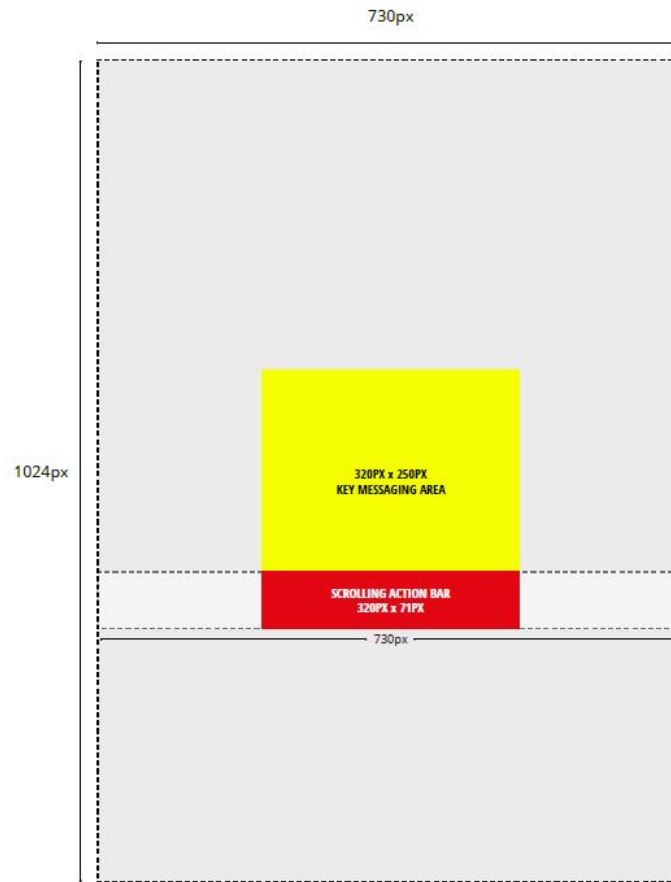 730px
1024px
320PX x 250PX
KEY MESSAGING AREA
SCROLLING ACTION BAR
320PX x 71PX
730px